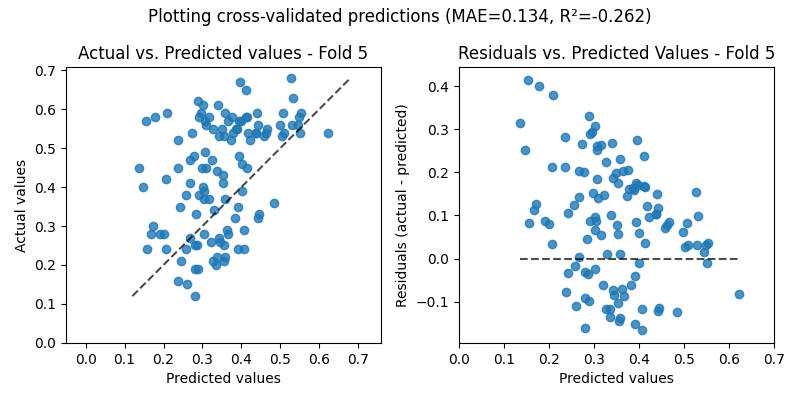 Plotting cross-validated predictions (MAE=0.134, R²=-0.262)
Actual vs. Predicted values - Fold 5
Actual values
0.7
0.6
0.5
0.4
0.3
0.2
0.1
0.0
0.0 0.1 0.2 0.3 0.4 0.5 0.6 0.7
Predicted values
Residuals vs. Predicted Values - Fold 5
Residuals (actual - predicted)
0.4
0.3
0.2
0.1
0.0
−0.1
0.0 0.1 0.2 0.3 0.4 0.5 0.6 0.7
Predicted values